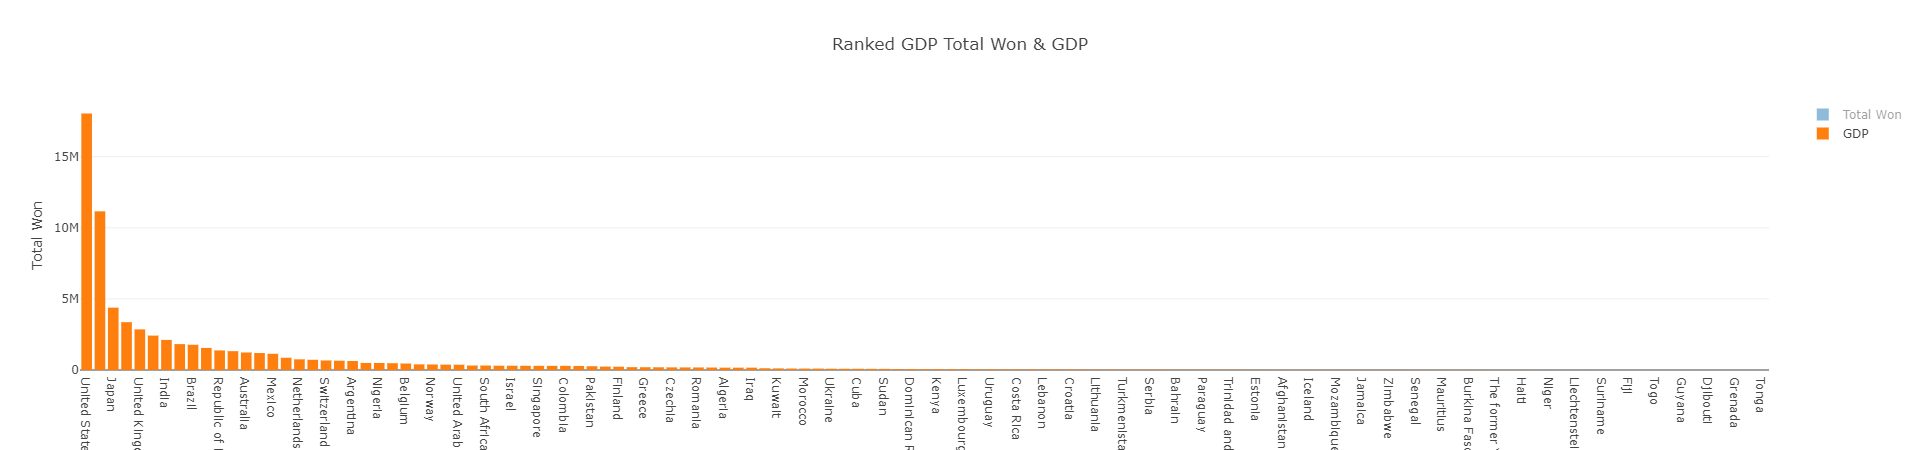 Ranked GDP Total Won & GDP
Total Won
GDP
Total Won
15M
10M
5M
0
United State
Japan
United Kingd
India
Brazil
Republic of
Australia
Mexico
Netherlands
Switzerland
Argentina
Nigeria
Belgium
Norway
United Arab
South Africa
Israel
Singapore
Colombia
Pakistan
Finland
Greece
Czechia
Romania
Algeria
Iraq
Kuwait
Morocco
Ukraine
Cuba
Sudan
Dominican R
Kenya
Luxembourg
Uruguay
Costa Rica
Lebanon
Croatia
Lithuania
Turkmenista
Serbia
Bahrain
Paraguay
Trinidad and
Estonia
Afghanistan
Iceland
Mozambique
Jamaica
Zimbabwe
Senegal
Mauritius
Burkina Faso
The former
Haiti
Niger
Liechtenstei
Suriname
Fiji
Togo
Guyana
Djibouti
Grenada
Tonga